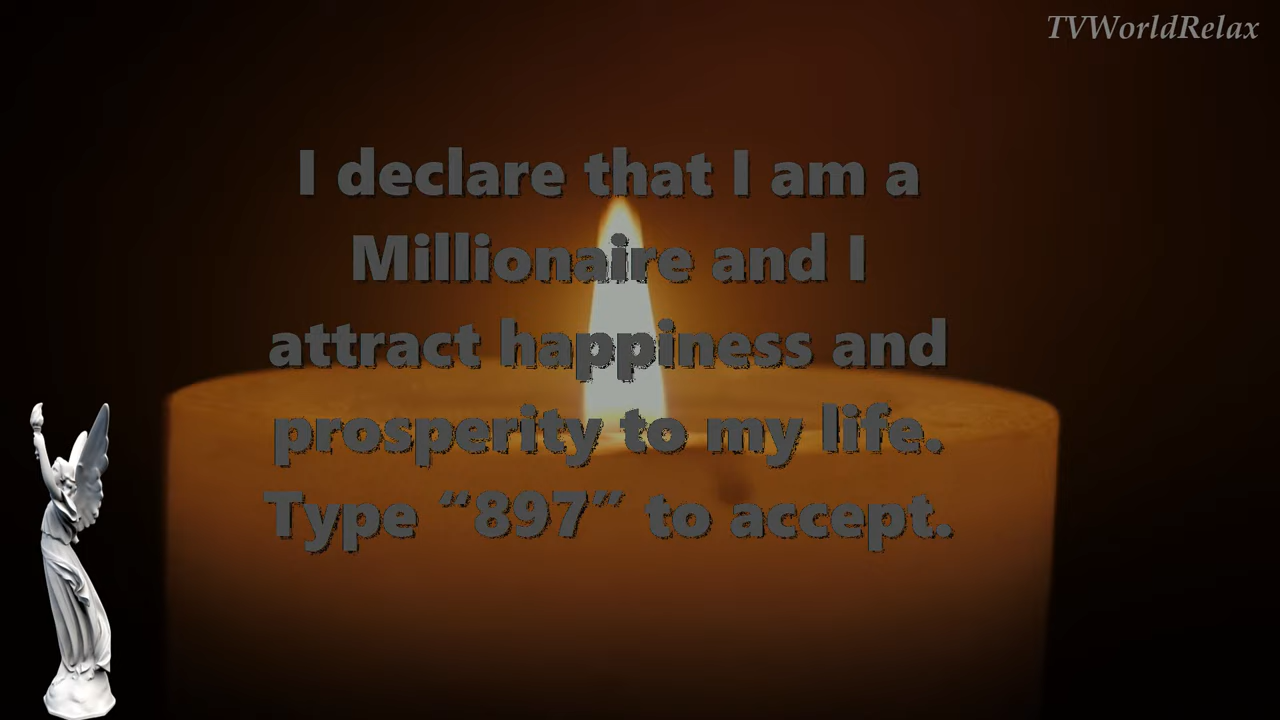 TVWorldRelax
I declare that I am a
Millionaire and I
attract happiness and
prosperity to my life.
Type “897” to accept.